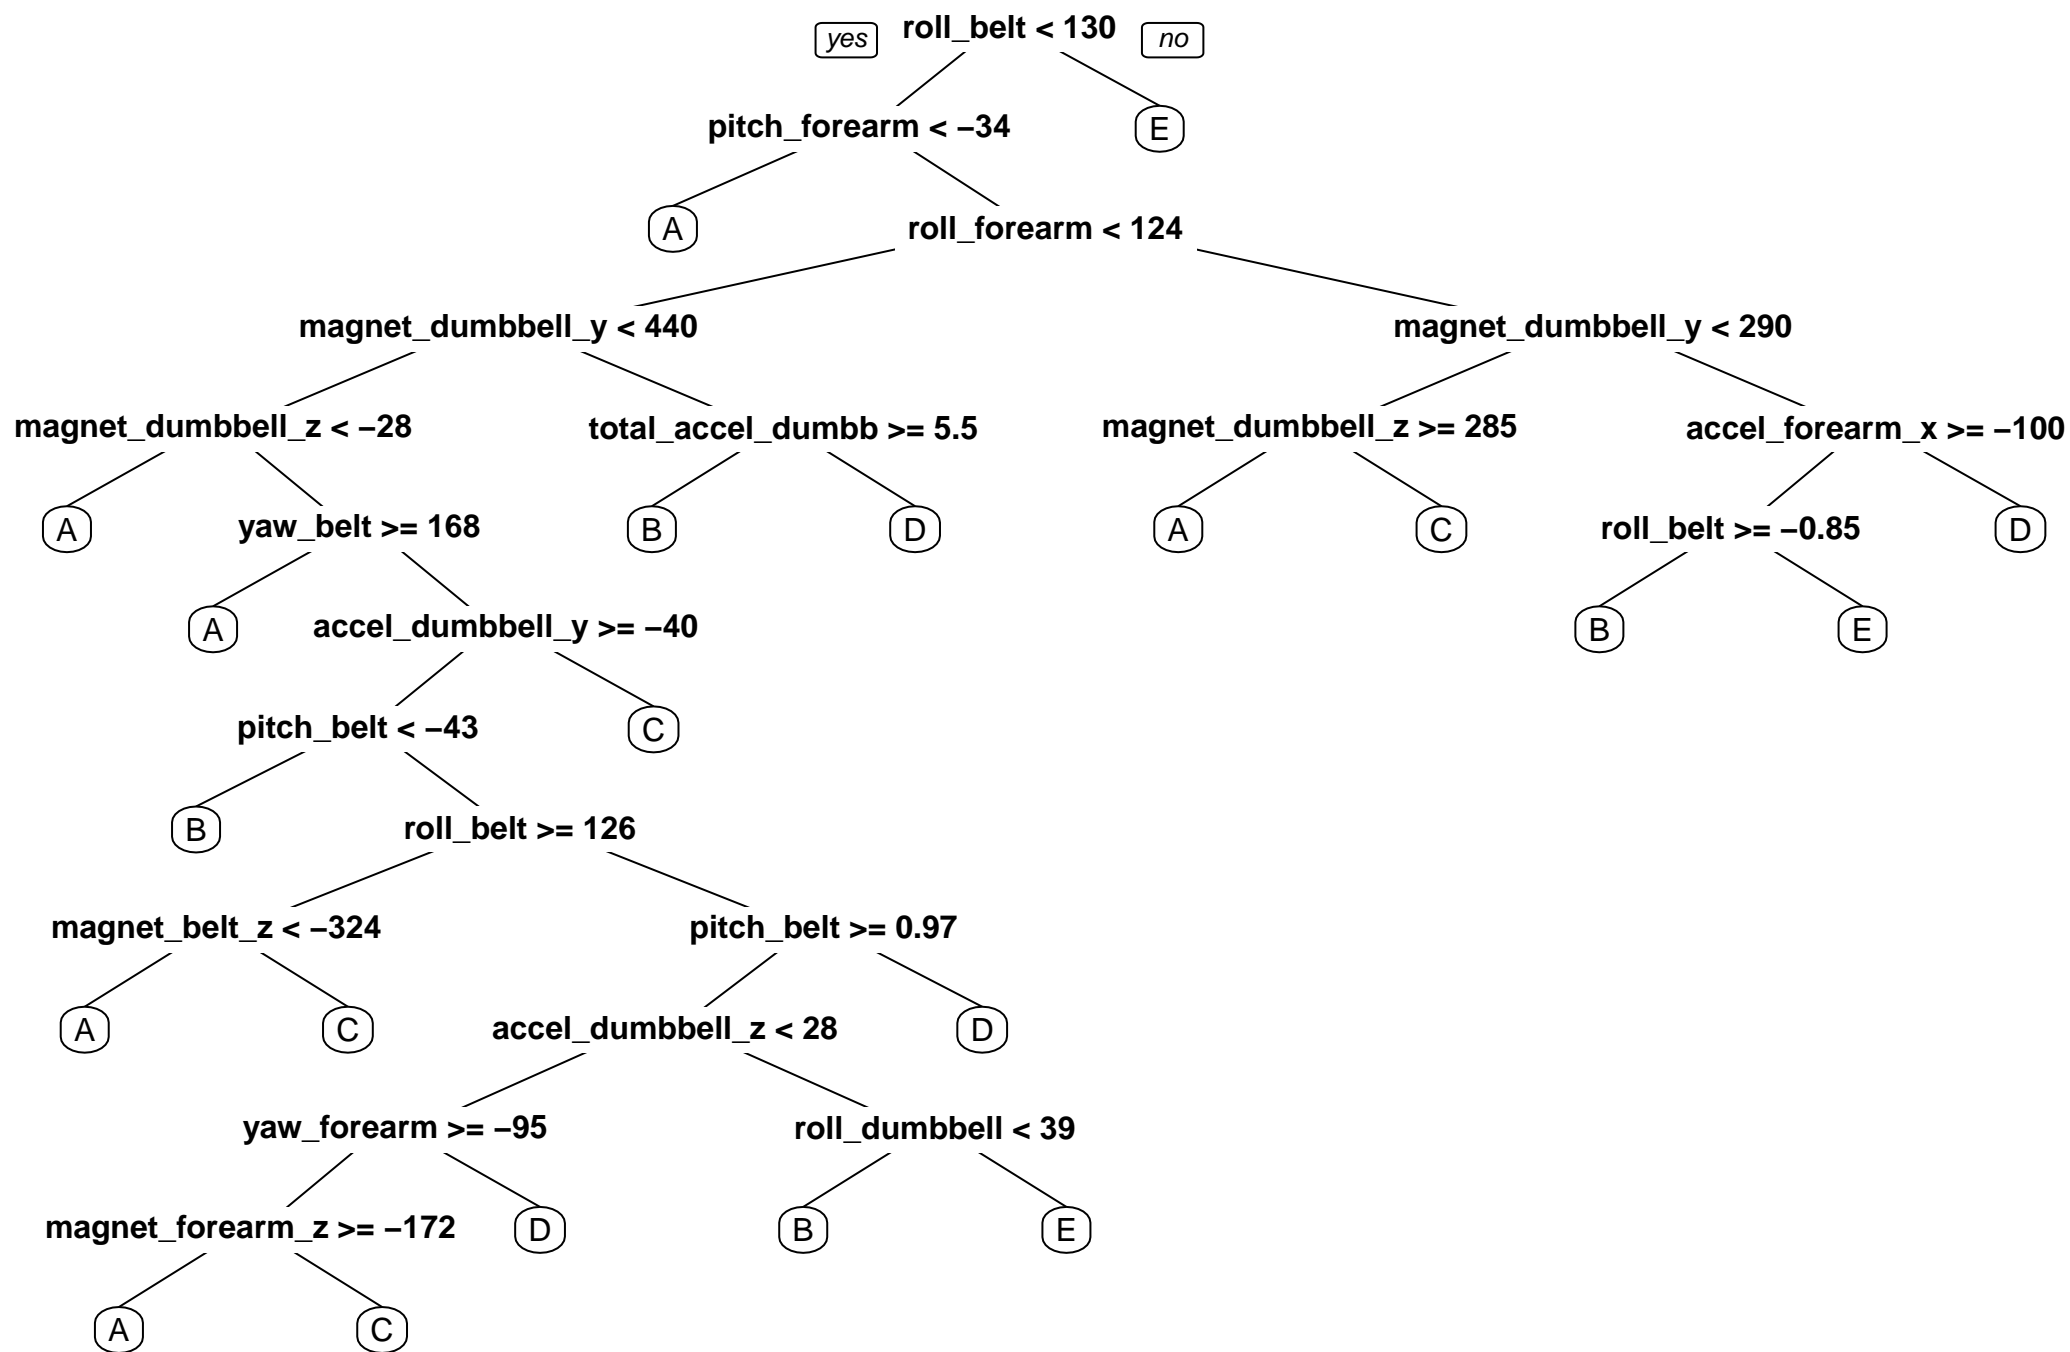 yes roll_belt < 130 no
pitch_forearm < −34 E
A roll_forearm < 124
magnet_dumbbell_y < 440 magnet_dumbbell_y < 290
magnet_dumbbell_z < −28 total_accel_dumbb >= 5.5 magnet_dumbbell_z >= 285 accel_forearm_x >= −100
A yaw_belt >= 168 B D A C roll_belt >= −0.85 D
A accel_dumbbell_y >= −40 B E
pitch_belt < −43 C
B roll_belt >= 126
magnet_belt_z < −324 pitch_belt >= 0.97
A C accel_dumbbell_z < 28 D
yaw_forearm >= −95 roll_dumbbell < 39
magnet_forearm_z >= −172 D B E
A C